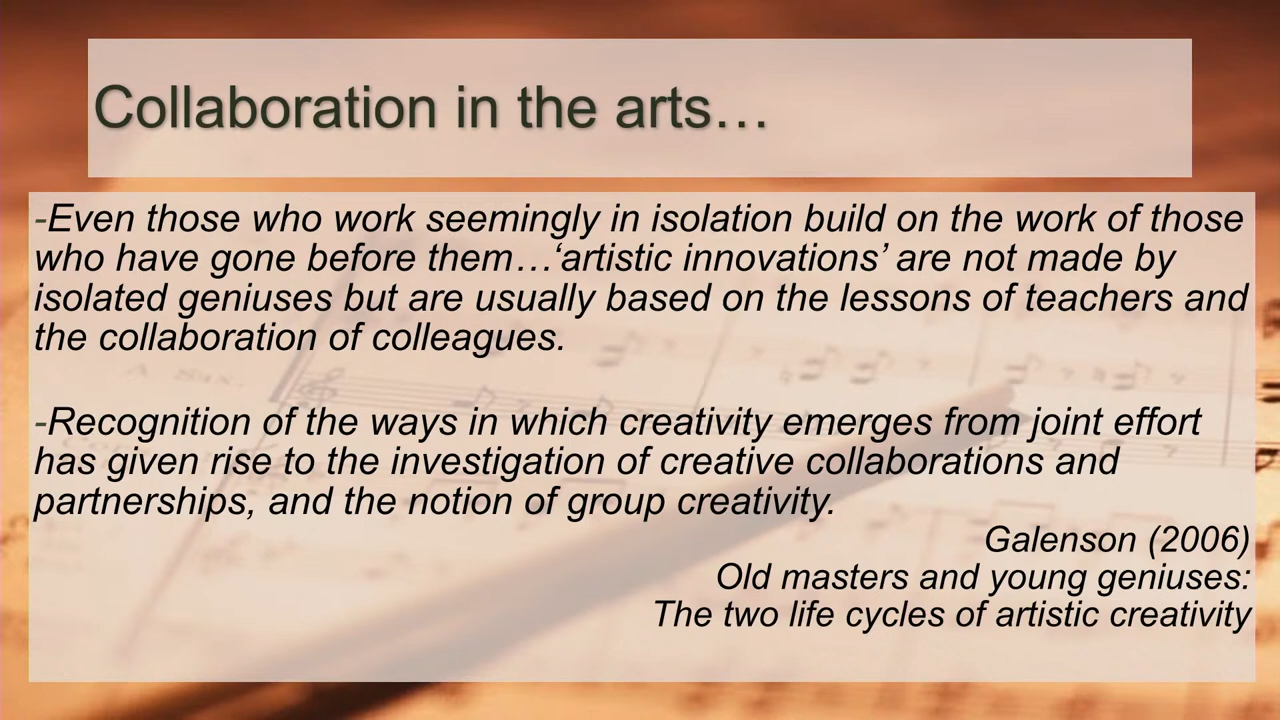 Collaboration in the arts…
-Even those who work seemingly in isolation build on the work of those
who have gone before them…‘artistic innovations’ are not made by
isolated geniuses but are usually based on the lessons of teachers and
the collaboration of colleagues.
-Recognition of the ways in which creativity emerges from joint effort
has given rise to the investigation of creative collaborations and
partnerships, and the notion of group creativity.
Galenson (2006)
Old masters and young geniuses:
The two life cycles of artistic creativity